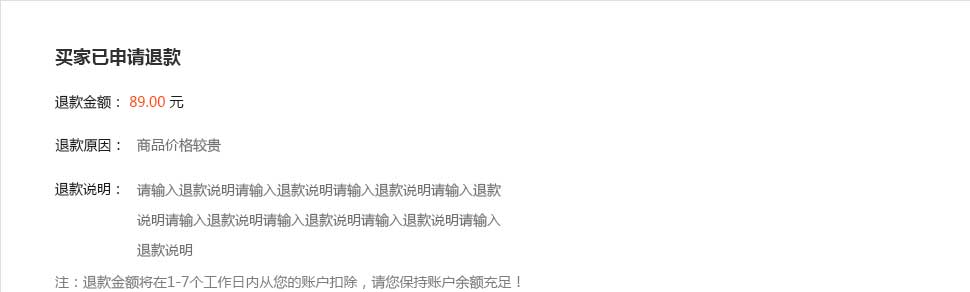 买家已申请退款
退款金额： 89.00 元
退款原因： 商品价格较贵
退款说明： 请输入退款说明请输入退款说明请输入退款说明请输入退款
说明请输入退款说明请输入退款说明请输入退款说明请输入
退款说明
注：退款金额将在1-7个工作日内从您的账户扣除，请您保持账户余额充足！